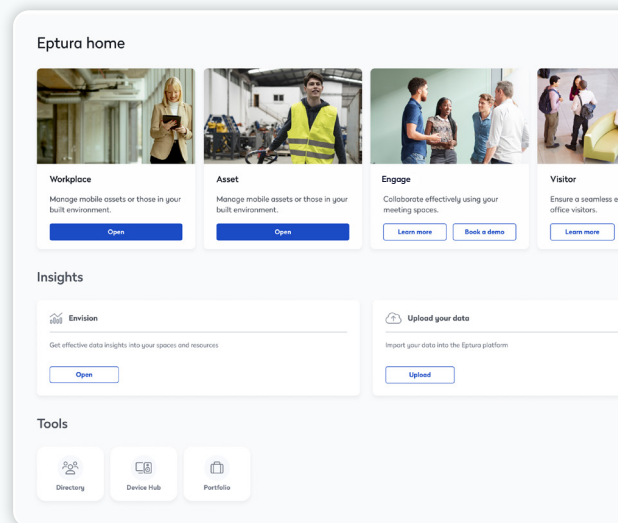 Eptura home
Workplace
Manage mobile assets or those in your
built environment.
Open
Asset
Manage mobile assets or those in your
built environment.
Open
Engage
Collaborate effectively using your
meeting spaces.
Learn more
Book a demo
Visitor
Ensure a seamless e
office visitors.
Learn more
Insights
Envision
Get effective data insights into your spaces and resources
Open
Upload your data
Import your data into the Eptura platform
Upload
Tools
Directory
Device Hub
Portfolio